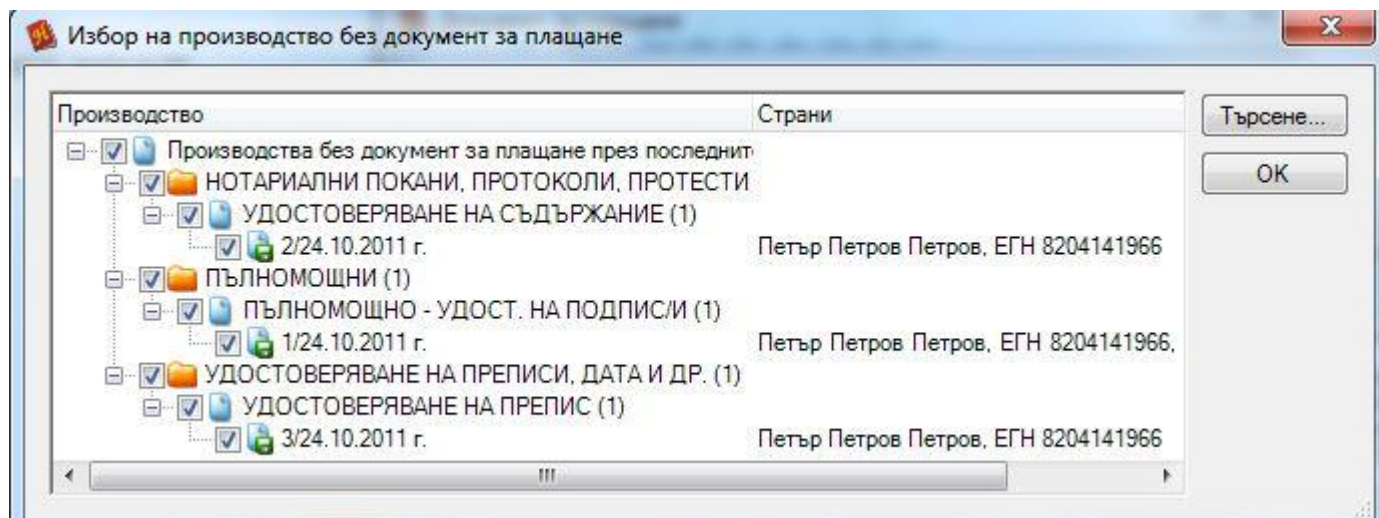 Избор на производство без документ за плащане
Производство Страни
Търсене...
Производства без документ за плащане през последнит
НОТАРИАЛНИ ПОКАНИ, ПРОТОКОЛИ, ПРОТЕСТИ
OK
УДОСТОВЕРЯВАНЕ НА СЪДЪРЖАНИЕ (1)
2/24.10.2011 г. Петър Петров Петров, ЕГН 8204141966
ПЪЛНОМОЩНИ (1)
ПЪЛНОМОЩНО - УДОСТ. НА ПОДПИС/И (1)
1/24.10.2011 г. Петър Петров Петров, ЕГН 8204141966,
УДОСТОВЕРЯВАНЕ НА ПРЕПИСИ, ДАТА И ДР. (1)
УДОСТОВЕРЯВАНЕ НА ПРЕПИС (1)
3/24.10.2011 г. Петър Петров Петров, ЕГН 8204141966